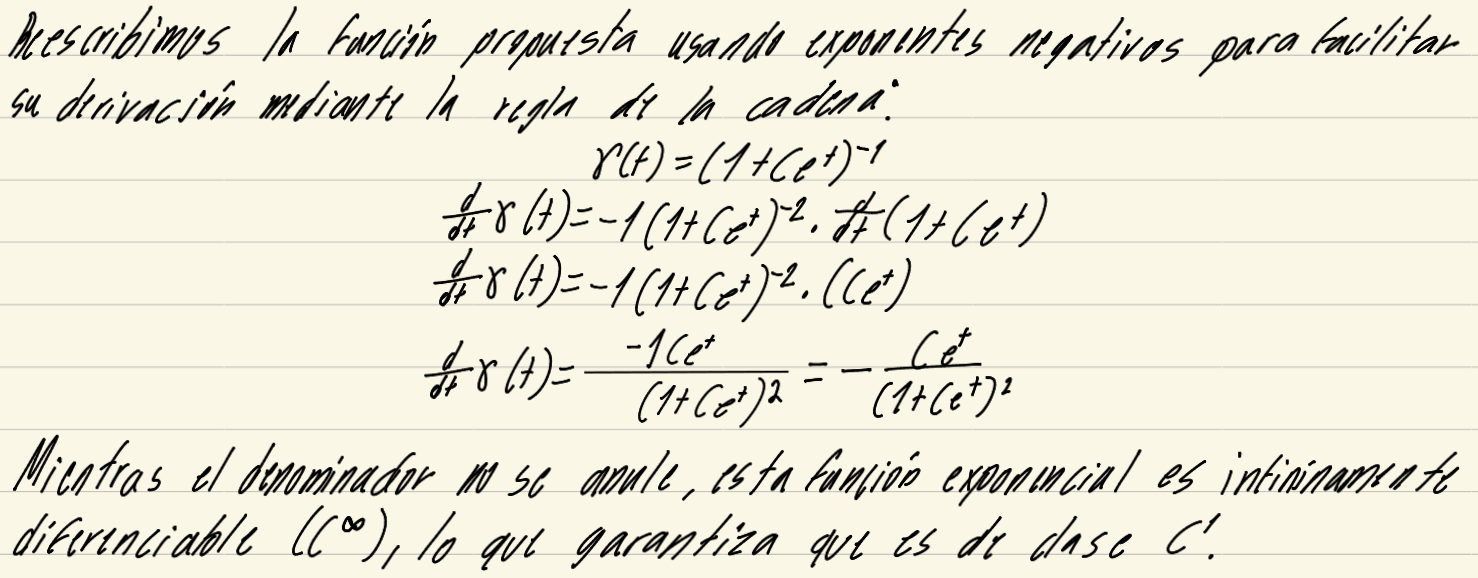 Reescribimos la función propuesta usando exponentes negativos para facilitar
su derivación mediante la regla de la cadena:
γ(t) = (1+Ce^t)^-1
d/dt γ(t) = -1(1+Ce^t)^-2 · d/dt(1+Ce^t)
d/dt γ(t) = -1(1+Ce^t)^-2 · (Ce^t)
d/dt γ(t) = -1Ce^t/(1+Ce^t)^2 = - Ce^t/(1+Ce^t)^2
Mientras el denominador no se anule, esta función exponencial es infininamente
diferenciable (C^∞), lo que garantiza que es de clase C^1.